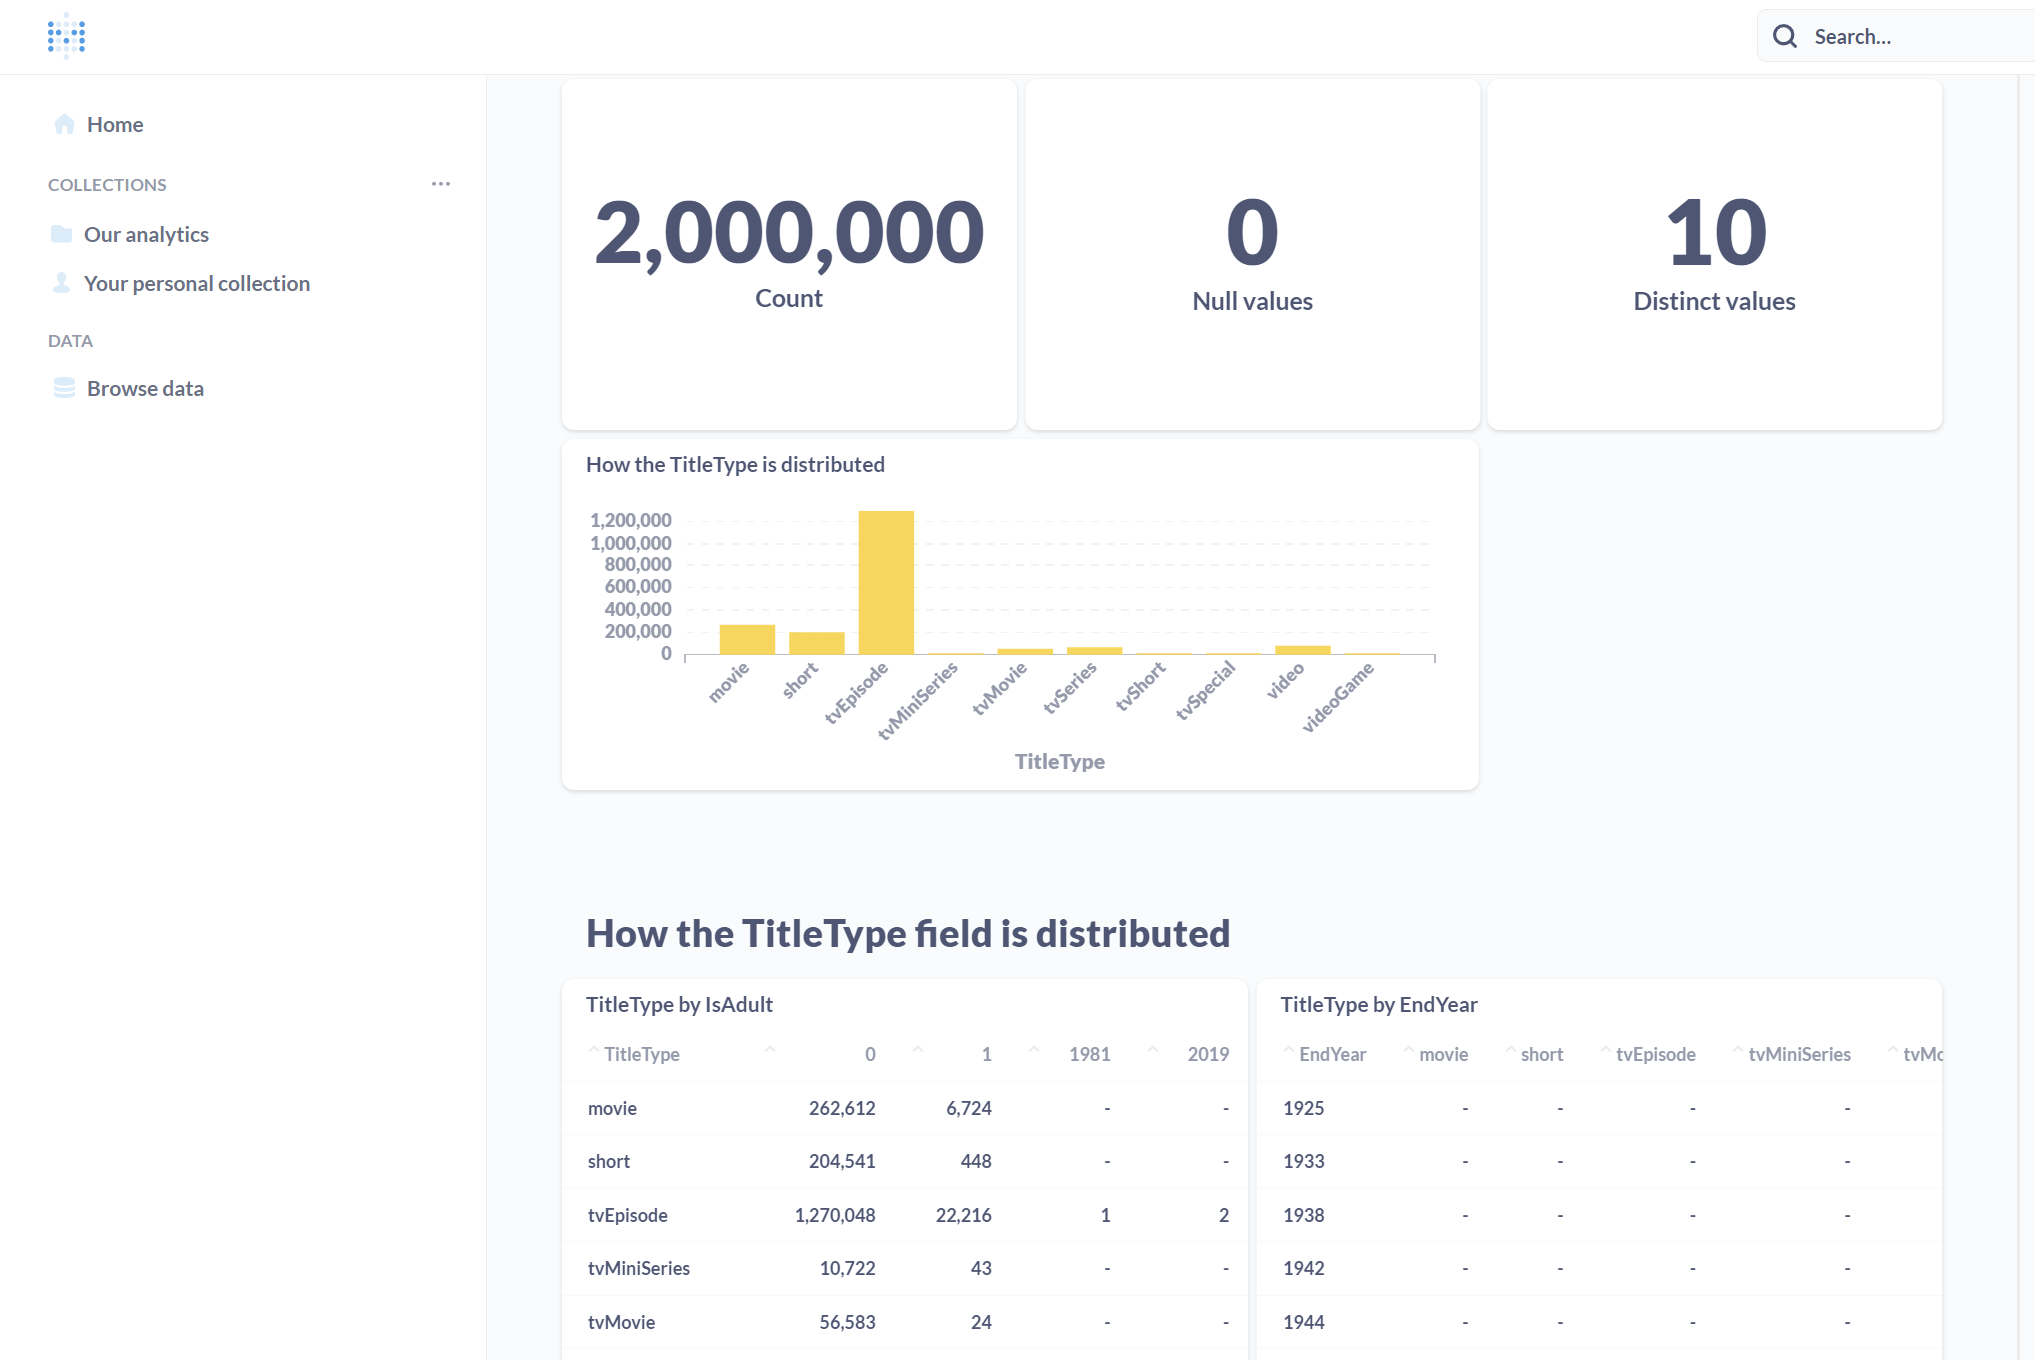 Search...
Home
COLLECTIONS
Our analytics
Your personal collection
DATA
Browse data
2,000,000
Count
0
Null values
10
Distinct values
How the TitleType is distributed
1,200,000
1,000,000
800,000
600,000
400,000
200,000
0
movie
short
tvEpisode
tvMiniSeries
tvMovie
tvSeries
tvShort
tvSpecial
video
videoGame
TitleType
How the TitleType field is distributed
TitleType by IsAdult
TitleType 0 1 1981 2019
movie 262,612 6,724 - -
short 204,541 448 - -
tvEpisode 1,270,048 22,216 1 2
tvMiniSeries 10,722 43 - -
tvMovie 56,583 24 - -
TitleType by EndYear
EndYear movie short tvEpisode tvMiniSeries tvMo
1925 - - - -
1933 - - - -
1938 - - - -
1942 - - - -
1944 - - - -